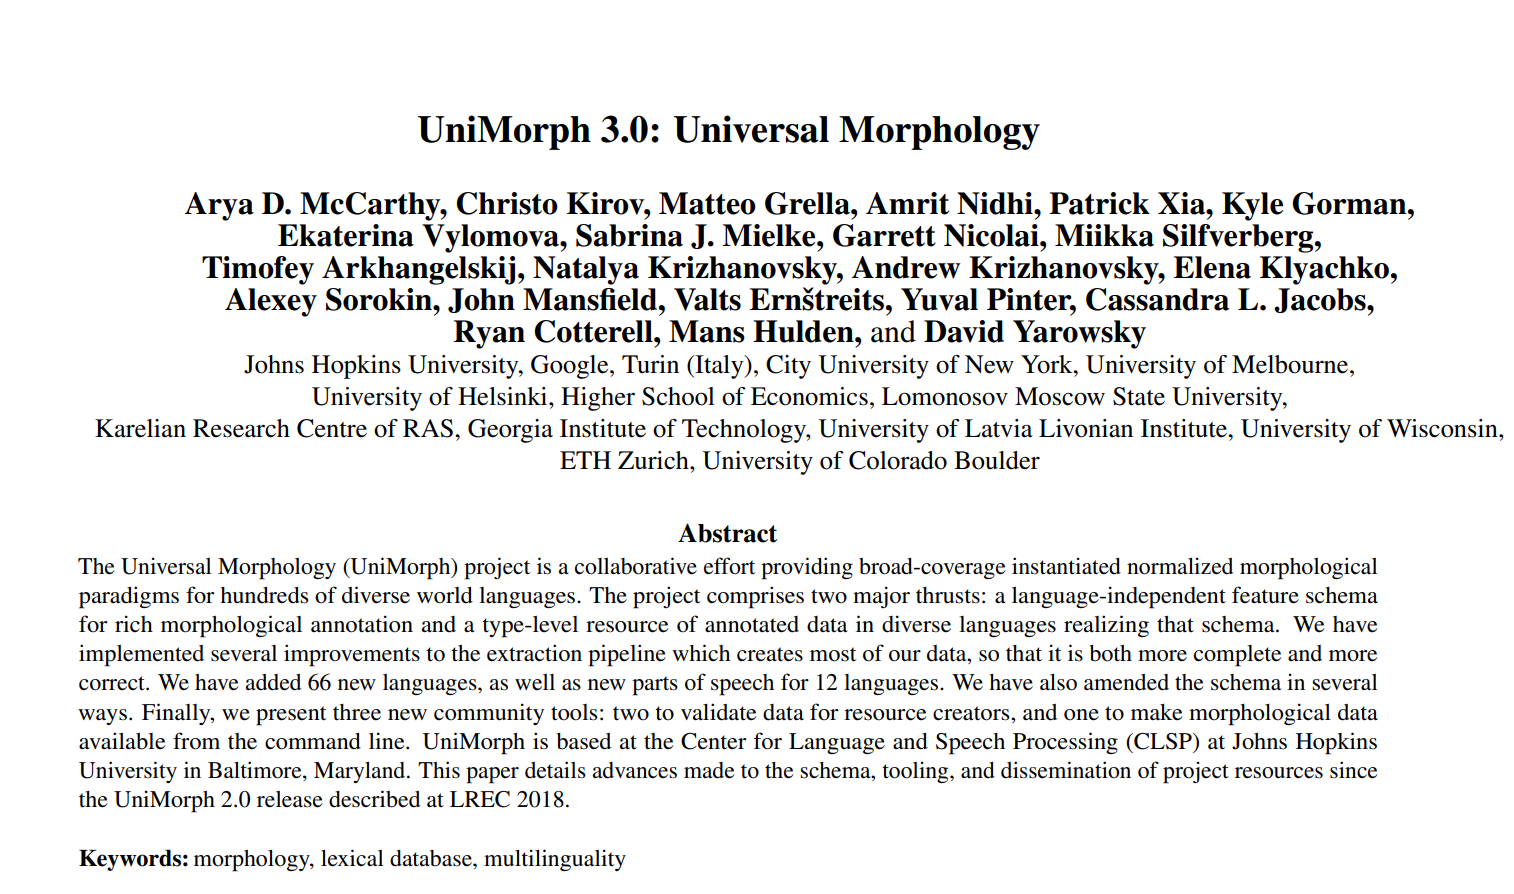 UniMorph 3.0: Universal Morphology
Arya D. McCarthy, Christo Kirov, Matteo Grella, Amrit Nidhi, Patrick Xia, Kyle Gorman,
Ekaterina Vylomova, Sabrina J. Mielke, Garrett Nicolai, Miikka Silfverberg,
Timofey Arkhangelskij, Natalya Krizhanovsky, Andrew Krizhanovsky, Elena Klyachko,
Alexey Sorokin, John Mansfield, Valts Ernštreits, Yuval Pinter, Cassandra L. Jacobs,
Ryan Cotterell, Mans Hulden, and David Yarowsky
Johns Hopkins University, Google, Turin (Italy), City University of New York, University of Melbourne,
University of Helsinki, Higher School of Economics, Lomonosov Moscow State University,
Karelian Research Centre of RAS, Georgia Institute of Technology, University of Latvia Livonian Institute, University of Wisconsin,
ETH Zurich, University of Colorado Boulder
Abstract
The Universal Morphology (UniMorph) project is a collaborative effort providing broad-coverage instantiated normalized morphological
paradigms for hundreds of diverse world languages. The project comprises two major thrusts: a language-independent feature schema
for rich morphological annotation and a type-level resource of annotated data in diverse languages realizing that schema. We have
implemented several improvements to the extraction pipeline which creates most of our data, so that it is both more complete and more
correct. We have added 66 new languages, as well as new parts of speech for 12 languages. We have also amended the schema in several
ways. Finally, we present three new community tools: two to validate data for resource creators, and one to make morphological data
available from the command line. UniMorph is based at the Center for Language and Speech Processing (CLSP) at Johns Hopkins
University in Baltimore, Maryland. This paper details advances made to the schema, tooling, and dissemination of project resources since
the UniMorph 2.0 release described at LREC 2018.
Keywords: morphology, lexical database, multilinguality